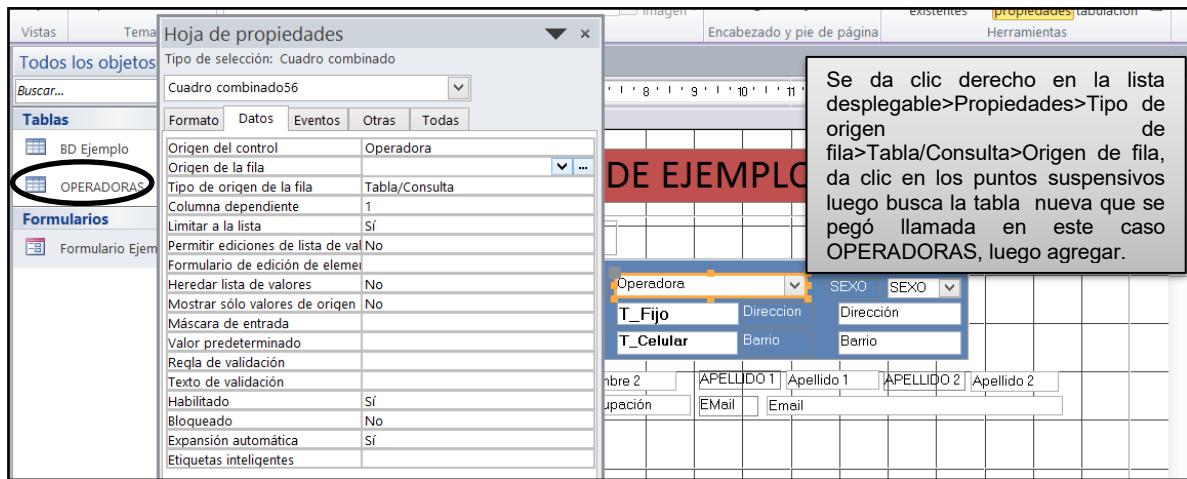 Imagen
existentes
propiedades tabulación
Vistas
Tema
Encabezado y pie de página
Herramientas
Todos los objetos
Buscar...
Tablas
BD Ejemplo
OPERADORAS
Formularios
Formulario Ejem
Hoja de propiedades
Tipo de selección: Cuadro combinado
Cuadro combinado56
Formato Datos Eventos Otras Todas
Origen del control Operadora
Origen de la fila
Tipo de origen de la fila Tabla/Consulta
Columna dependiente 1
Limitar a la lista Sí
Permitir ediciones de lista de val No
Formulario de edición de elemen
Heredar lista de valores No
Mostrar sólo valores de origen No
Máscara de entrada
Valor predeterminado
Regla de validación
Texto de validación
Habilitado Sí
Bloqueado No
Expansión automática Sí
Etiquetas inteligentes
8 9 10 11
DE EJEMPLO
Operadora SEXO SEXO
T_Fijo Direccion Dirección
T_Celular Barrio Barrio
nbre 2 APELLIDO 1 Apellido 1 APELLIDO 2 Apellido 2
upación EMail Email
Se da clic derecho en la lista
desplegable>Propiedades>Tipo de
origen de
fila>Tabla/Consulta>Origen de fila,
da clic en los puntos suspensivos
luego busca la tabla nueva que se
pegó llamada en este caso
OPERADORAS, luego agregar.